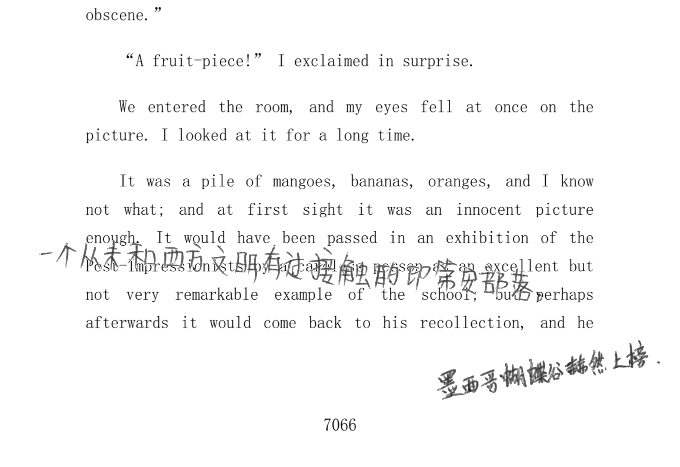 obscene.”
“A fruit-piece!” I exclaimed in surprise.
We entered the room, and my eyes fell at once on the
picture. I looked at it for a long time.
It was a pile of mangoes, bananas, oranges, and I know
not what; and at first sight it was an innocent picture
enough. It would have been passed in an exhibition of the
一个从未和西方文明有过接触的印第安部落,
Post-Impressionists by a careless person as an excellent but
not very remarkable example of the school; but perhaps
afterwards it would come back to his recollection, and he
墨西哥蝴蝶谷赫然上榜.
7066